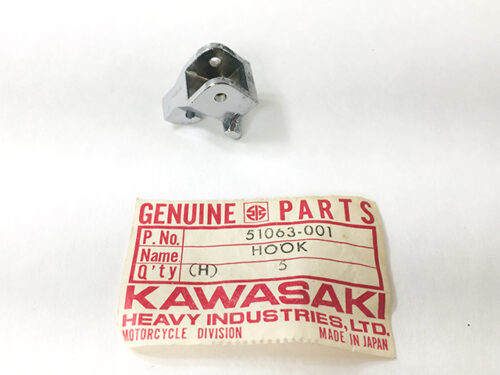 GENUINE PARTS
P. No. 51063-001
Name HOOK
Q'ty (H) 5
KAWASAKI
HEAVY INDUSTRIES, LTD.
MOTORCYCLE DIVISION MADE IN JAPAN